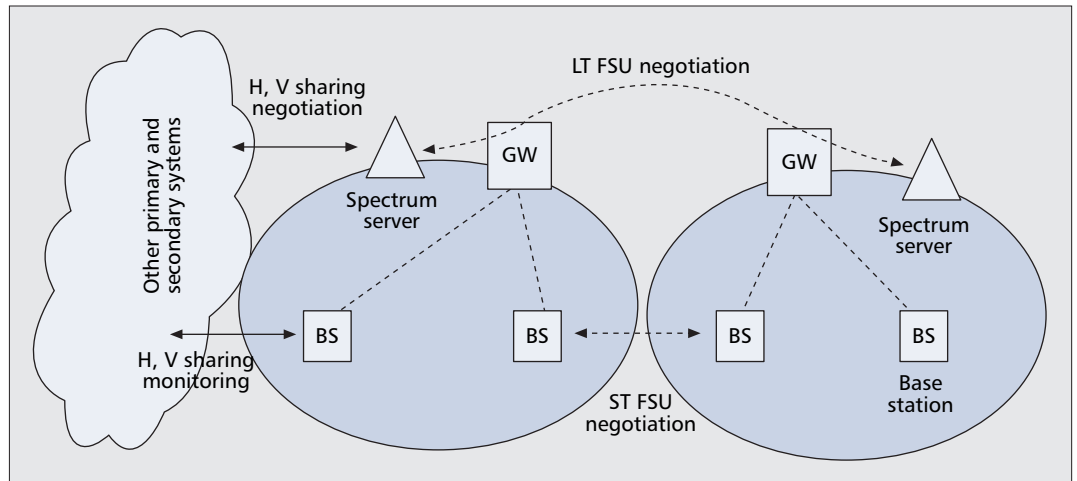 LT FSU negotiation
H, V sharing
negotiation
Other primary and
secondary systems
GW
GW
Spectrum
server
Spectrum
server
BS
BS
BS
BS
H, V sharing
monitoring
ST FSU
negotiation
Base
station